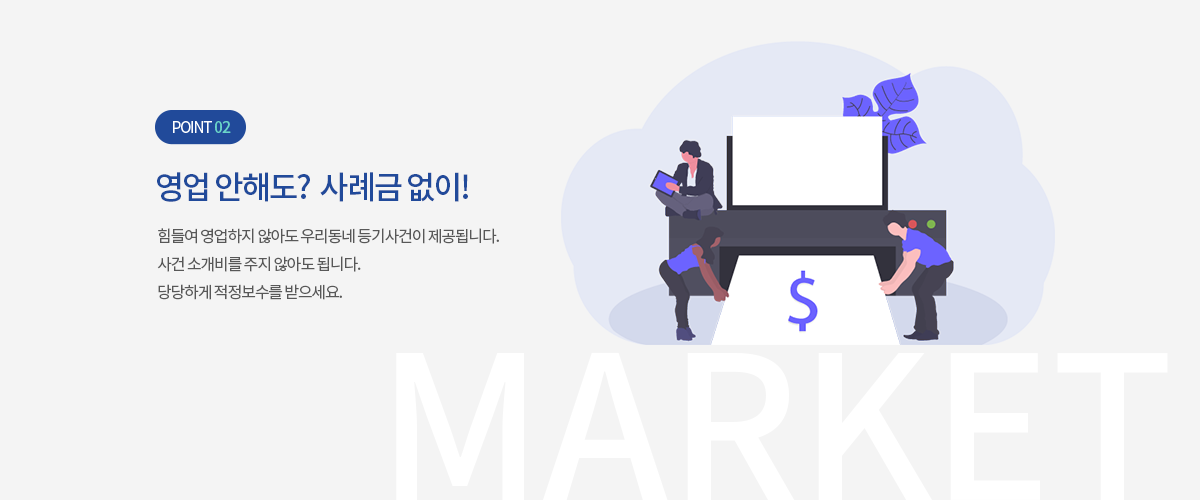 POINT 02
영업 안해도? 사례금 없이!
힘들여 영업하지 않아도 우리동네 등기사건이 제공됩니다.
사건 소개비를 주지 않아도 됩니다.
당당하게 적정보수를 받으세요.
$
MARKET